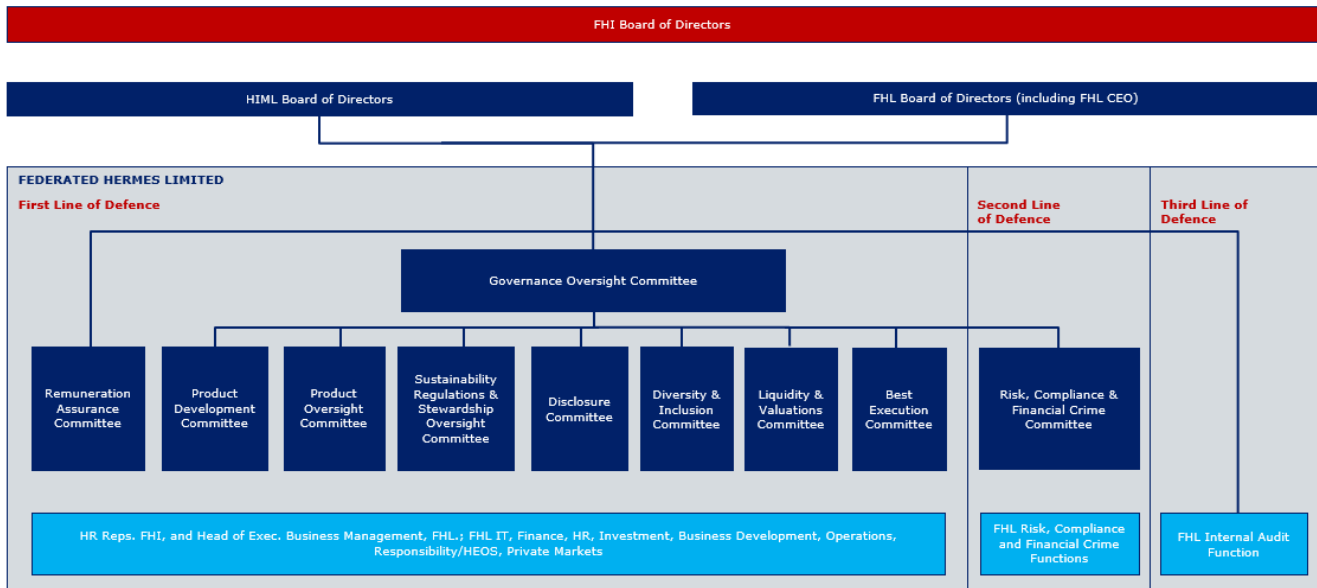 FHI Board of Directors
HIML Board of Directors
FHL Board of Directors (including FHL CEO)
FEDERATED HERMES LIMITED
First Line of Defence
Second Line
of Defence
Third Line of
Defence
Governance Oversight Committee
Remuneration
Assurance
Committee
Product
Development
Committee
Product
Oversight
Committee
Sustainability
Regulations &
Stewardship
Oversight
Committee
Disclosure
Committee
Diversity &
Inclusion
Committee
Liquidity &
Valuations
Committee
Best
Execution
Committee
Risk, Compliance &
Financial Crime
Committee
HR Reps. FHI, and Head of Exec. Business Management, FHL.; FHL IT, Finance, HR, Investment, Business Development, Operations,
Responsibility/HEOS, Private Markets
FHL Risk, Compliance
and Financial Crime
Functions
FHL Internal Audit
Function